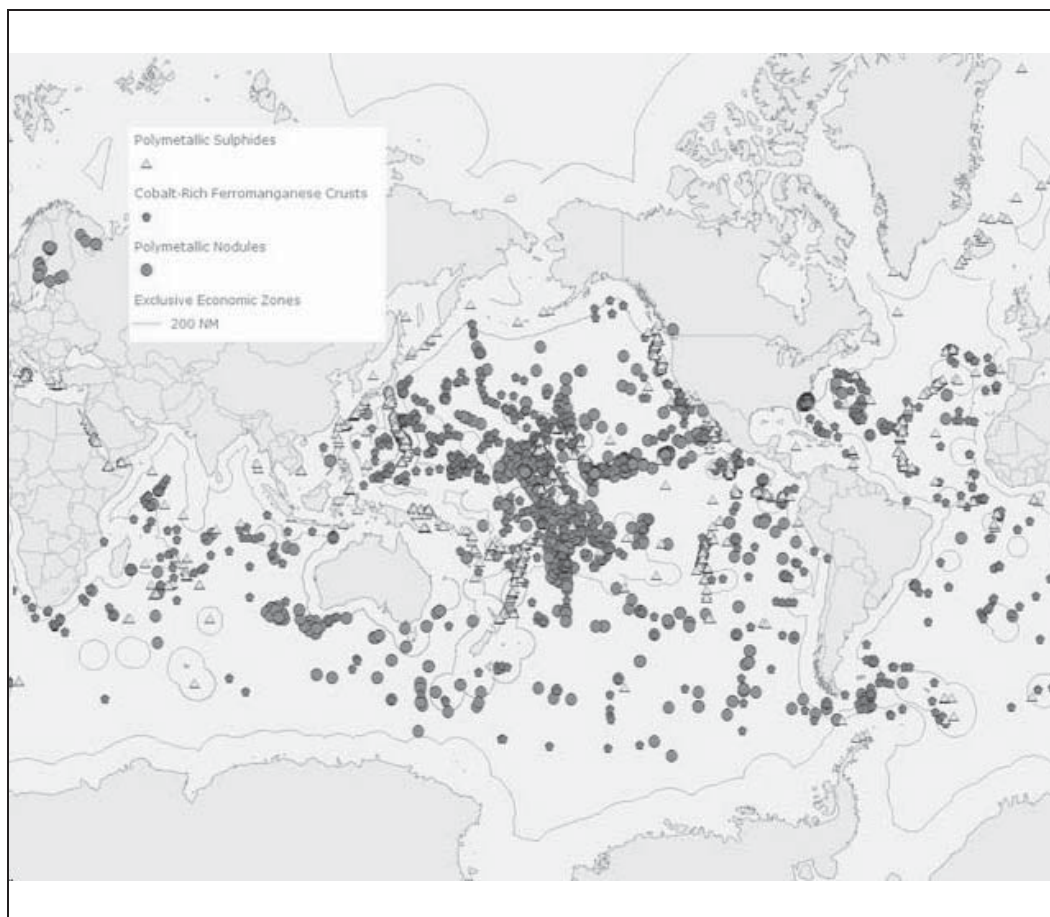 Polymetallic Sulphides
Cobalt-Rich Ferromanganese Crusts
Polymetallic Nodules
Exclusive Economic Zones
200 NM